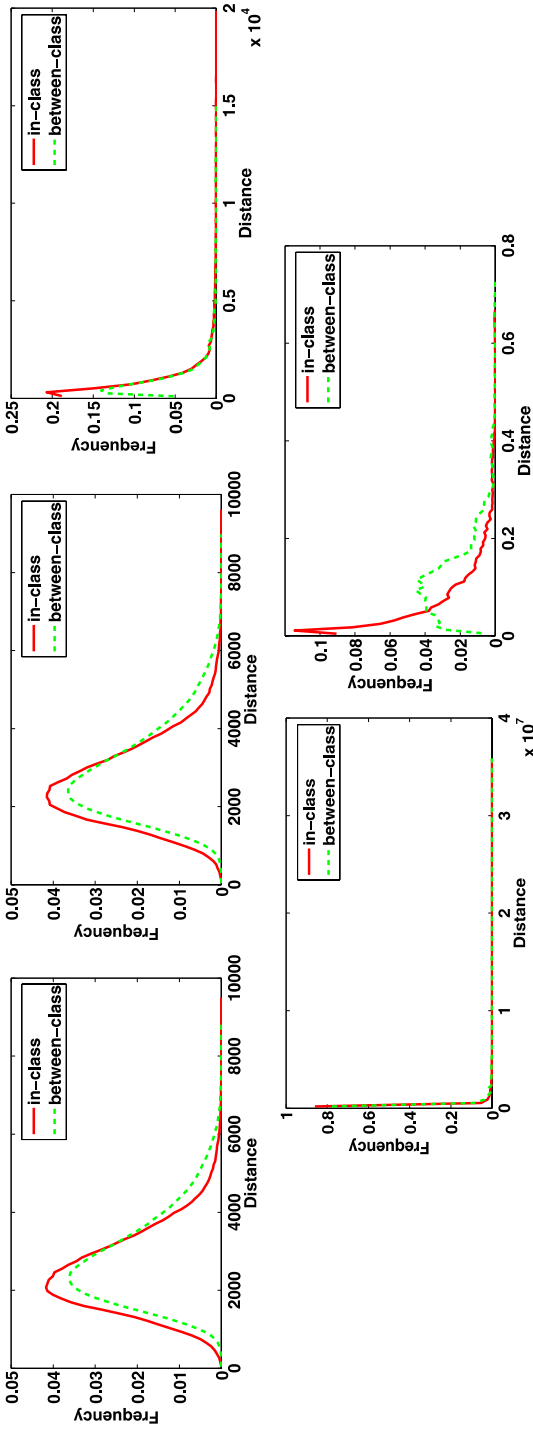 0.05
0.04
0.03
0.02
0.01
0
Frequency
in−class
between−class
0 2000 4000 6000 8000 10000
Distance
0.05
0.04
0.03
0.02
0.01
0
Frequency
in−class
between−class
0 2000 4000 6000 8000 10000
Distance
0.25
0.2
0.15
0.1
0.05
0
Frequency
in−class
between−class
0 0.5 1 1.5 2
Distance
x 10^4
1
0.8
0.6
0.4
0.2
0
Frequency
in−class
between−class
0 1 2 3 4
Distance
x 10^7
0.1
0.08
0.06
0.04
0.02
0
Frequency
in−class
between−class
0 0.2 0.4 0.6 0.8
Distance